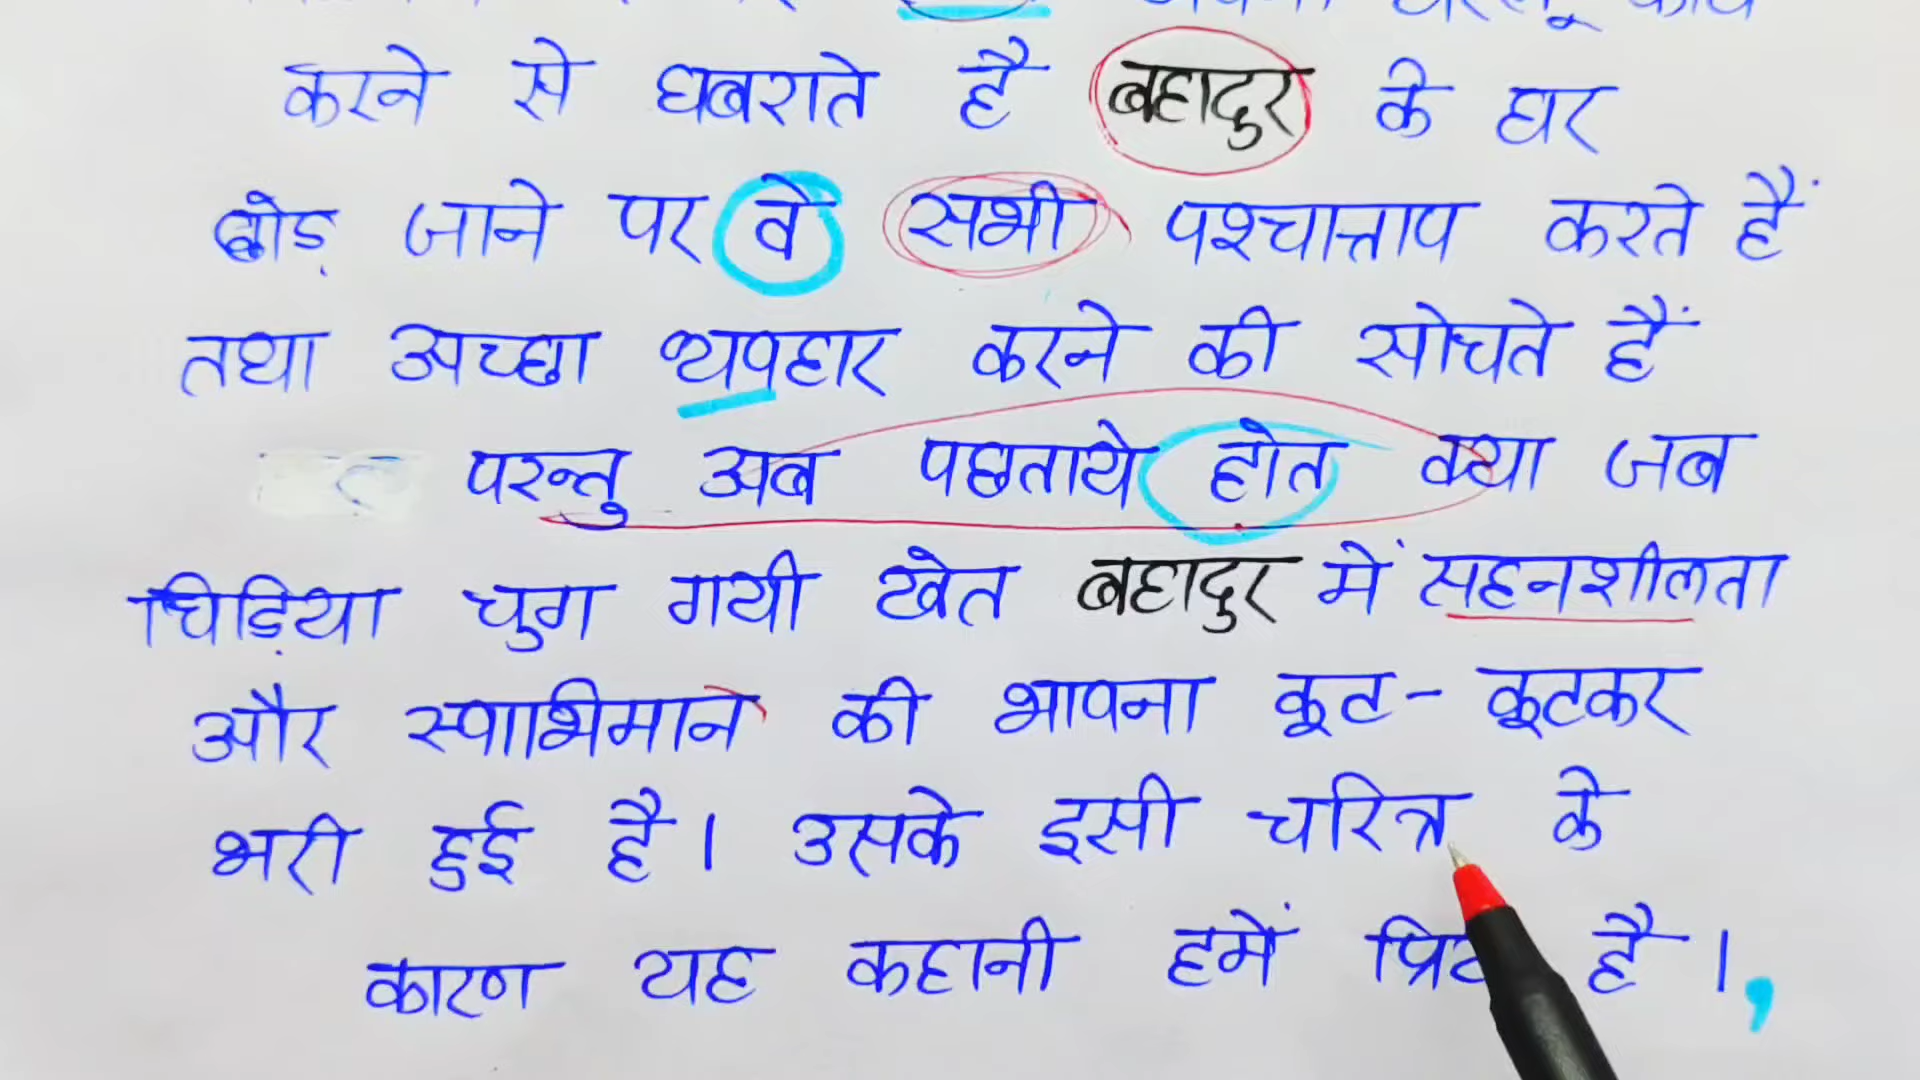 करने से घबराते है बहादुर के घर
छोड़ जाने पर वे सभी पश्चात्ताप करते हैं
तथा अच्छा व्यवहार करने की सोचते हैं
परन्तु अब पछताये होत क्या जब
चिड़िया चुग गयी खेत बहादुर में सहनशीलता
और स्वाभिमान की भावना कूट-कूटकर
भरी हुई है। उसके इसी चरित्र के
कारण यह कहानी हमें प्रिय है।,